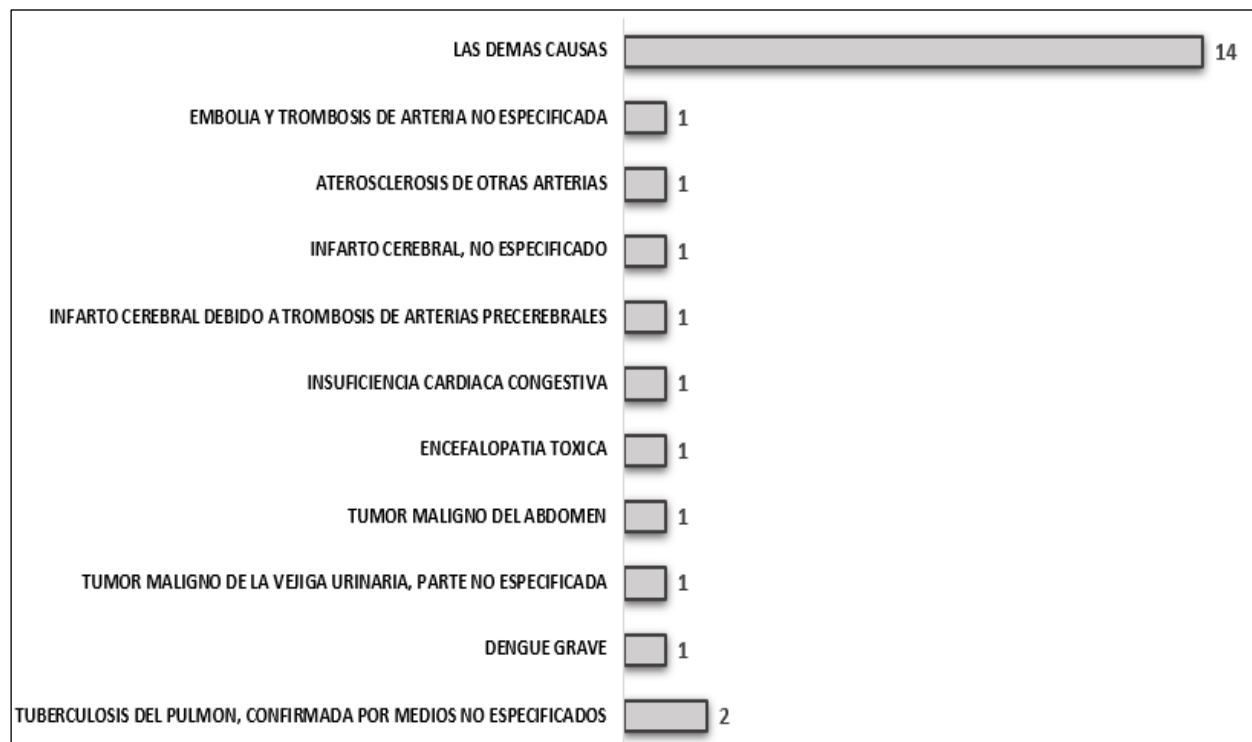 LAS DEMAS CAUSAS 14
EMBOLIA Y TROMBOSIS DE ARTERIA NO ESPECIFICADA 1
ATEROSCLEROSIS DE OTRAS ARTERIAS 1
INFARTO CEREBRAL, NO ESPECIFICADO 1
INFARTO CEREBRAL DEBIDO A TROMBOSIS DE ARTERIAS PRECEREBRALES 1
INSUFICIENCIA CARDIACA CONGESTIVA 1
ENCEFALOPATIA TOXICA 1
TUMOR MALIGNO DEL ABDOMEN 1
TUMOR MALIGNO DE LA VEJIGA URINARIA, PARTE NO ESPECIFICADA 1
DENGUE GRAVE 1
TUBERCULOSIS DEL PULMON, CONFIRMADA POR MEDIOS NO ESPECIFICADOS 2